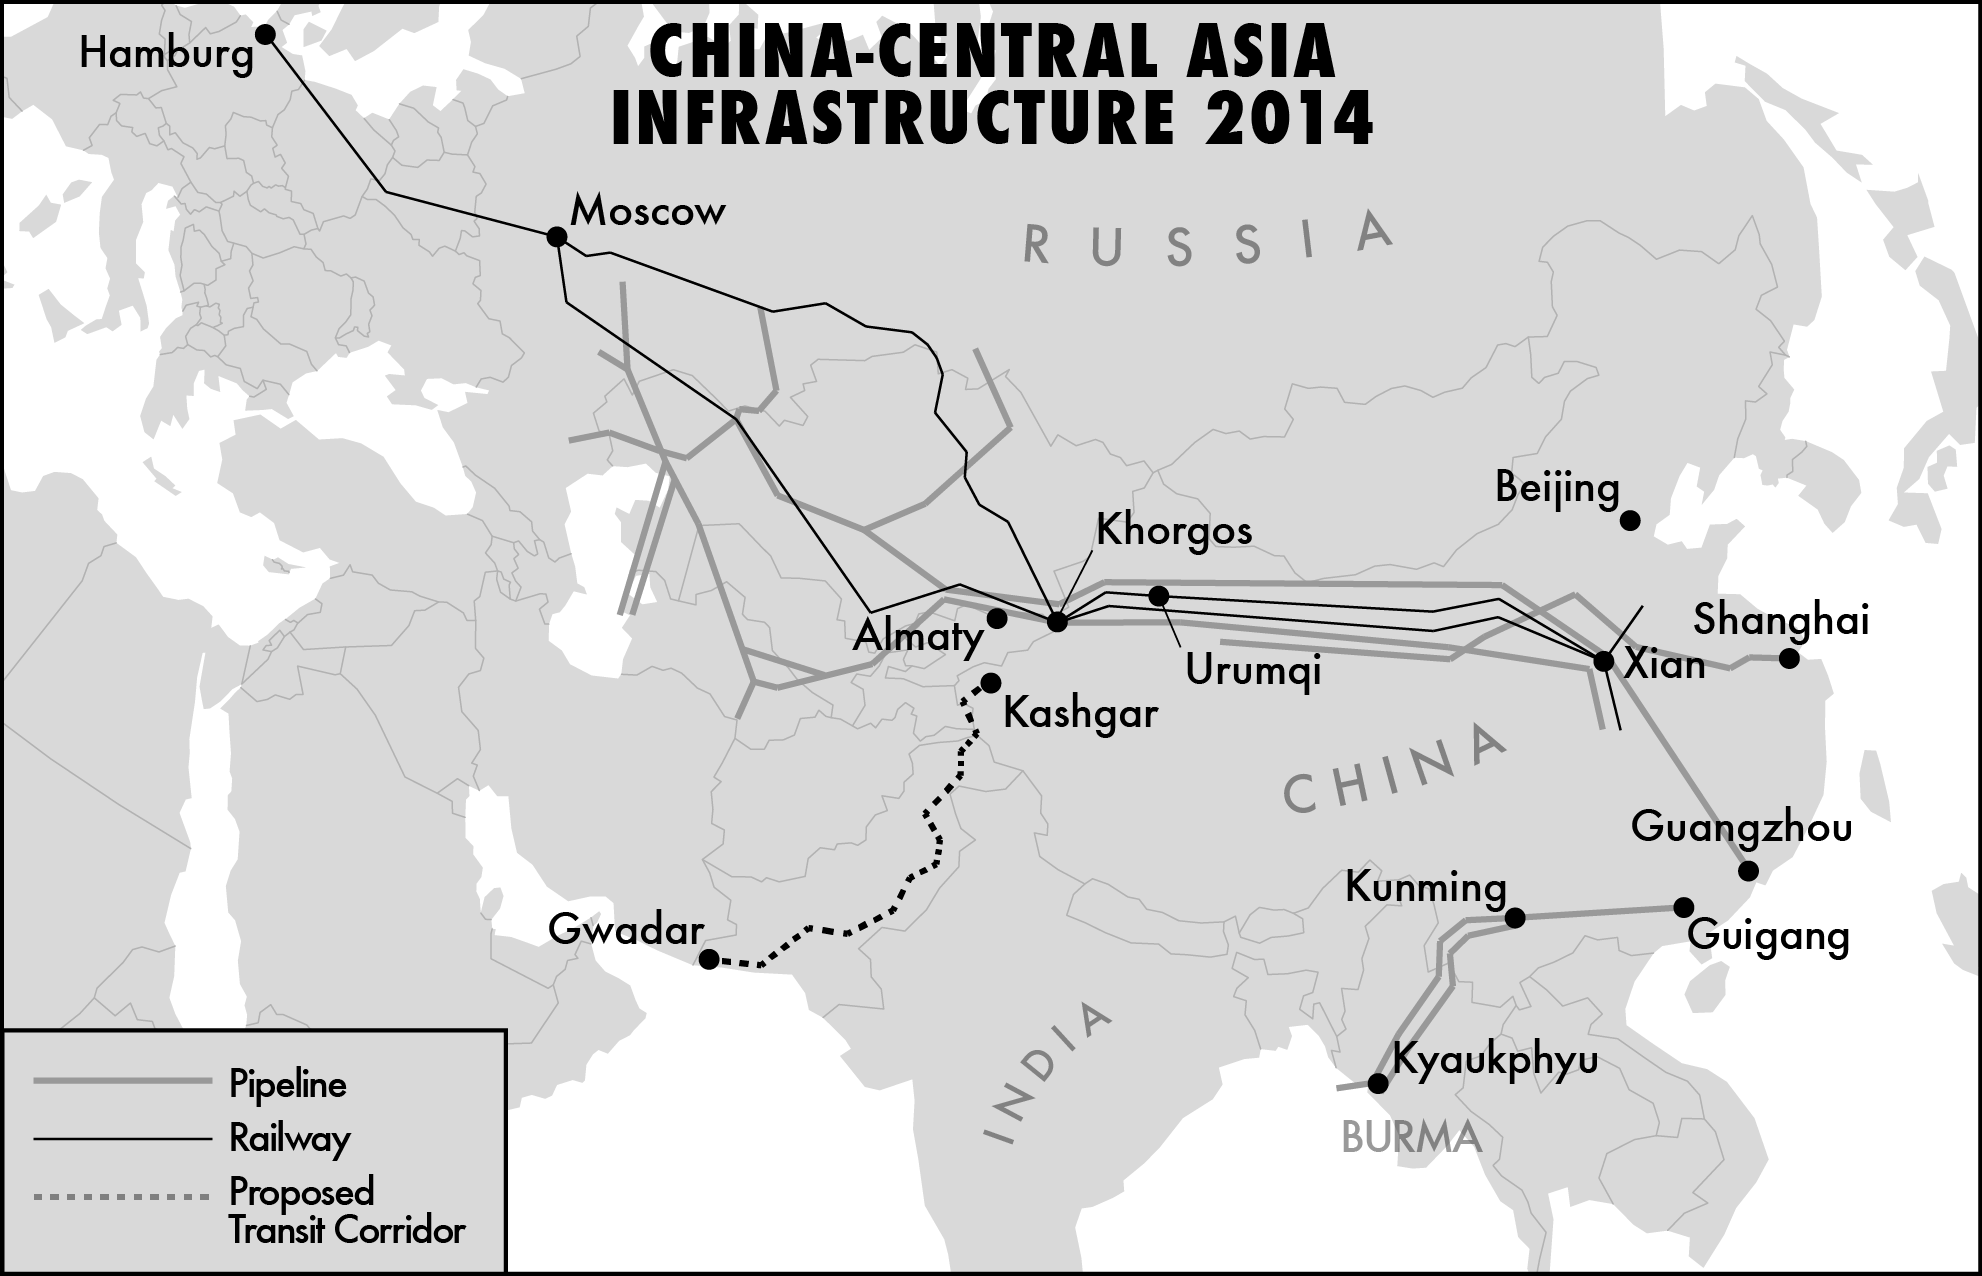 CHINA-CENTRAL ASIA
INFRASTRUCTURE 2014
Hamburg
Moscow
RUSSIA
Beijing
Khorgos
Shanghai
Almaty
Urumqi
Xian
Kashgar
CHINA
Guangzhou
Kunming
Gwadar
Guigang
INDIA
Kyaukphyu
BURMA
Pipeline
Railway
Proposed
Transit Corridor